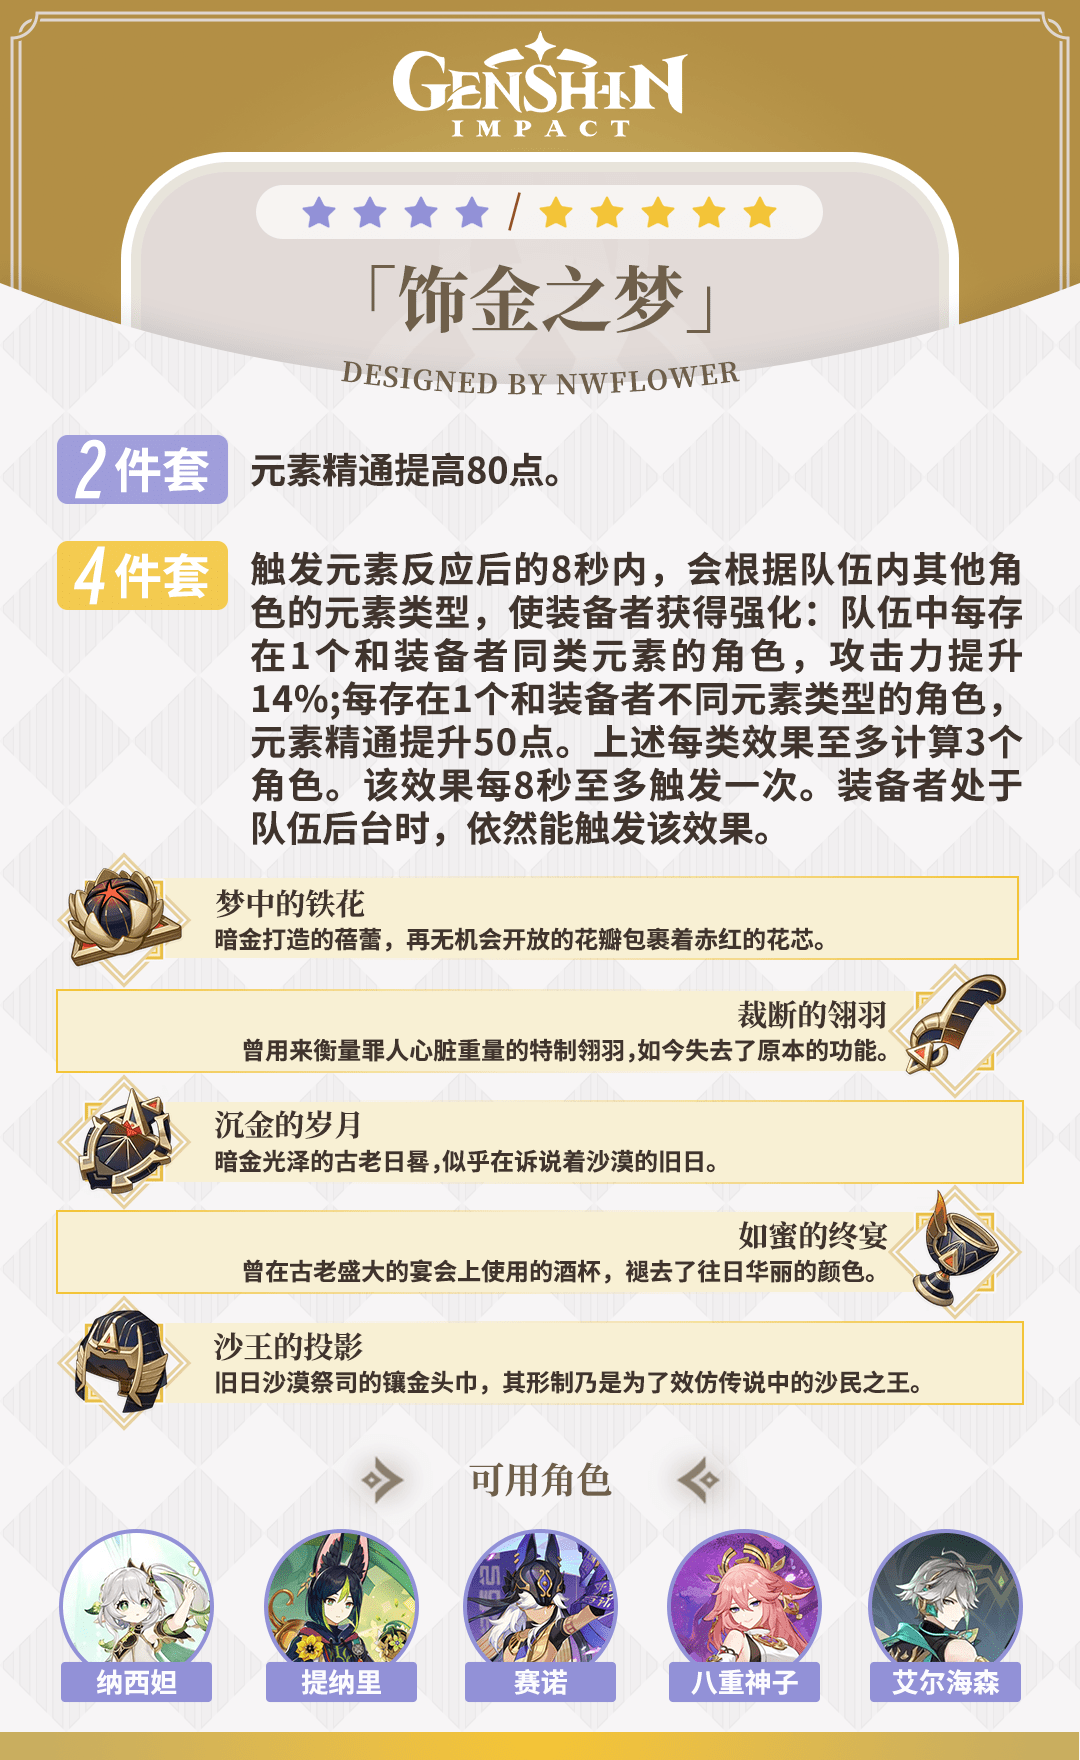 GENSHIN
IMPACT
「饰金之梦」
DESIGNED BY NWFLOWER
2件套
元素精通提高80点。
4件套
触发元素反应后的8秒内，会根据队伍内其他角
色的元素类型，使装备者获得强化：队伍中每存
在1个和装备者同类元素的角色，攻击力提升
14%;每存在1个和装备者不同元素类型的角色，
元素精通提升50点。上述每类效果至多计算3个
角色。该效果每8秒至多触发一次。装备者处于
队伍后台时，依然能触发该效果。
梦中的铁花
暗金打造的蓓蕾，再无机会开放的花瓣包裹着赤红的花芯。
裁断的翎羽
曾用来衡量罪人心脏重量的特制翎羽,如今失去了原本的功能。
沉金的岁月
暗金光泽的古老日晷,似乎在诉说着沙漠的旧日。
如蜜的终宴
曾在古老盛大的宴会上使用的酒杯，褪去了往日华丽的颜色。
沙王的投影
旧日沙漠祭司的镶金头巾，其形制乃是为了效仿传说中的沙民之王。
可用角色
纳西妲
提纳里
赛诺
八重神子
艾尔海森